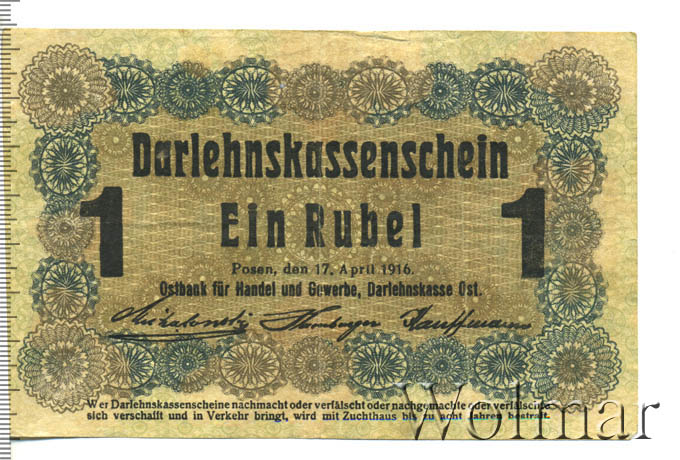 Darlehnskassenschein
1 Ein Rubel 1
Posen, den 17. April 1916.
Ostbank für Handel und Gewerbe, Darlehnskasse Ost.
Kauffmann
Wer Darlehnskassenscheine nachmacht oder verfälscht oder nachgemachte oder verfälschte
sich verschafft und in Verkehr bringt, wird mit Zuchthaus bis zu acht Jahren bestraft.
Wolmar